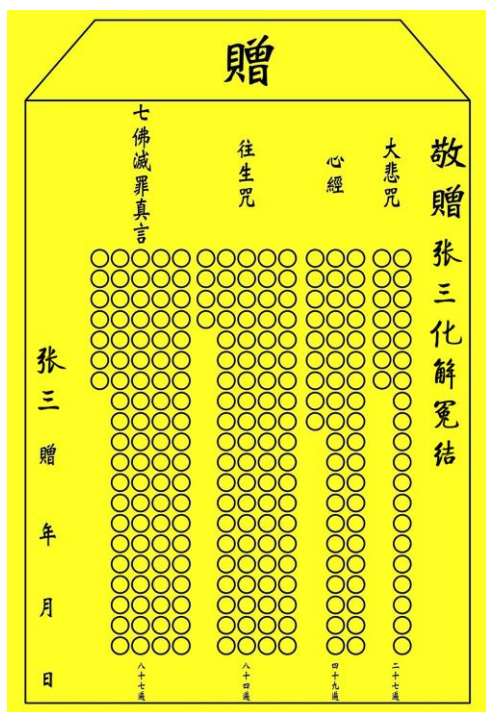 贈
敬贈张三化解冤结
大悲咒
二十七遍
心經
四十九遍
往生咒
八十四遍
七佛滅罪真言
八十七遍
张三贈 年 月 日